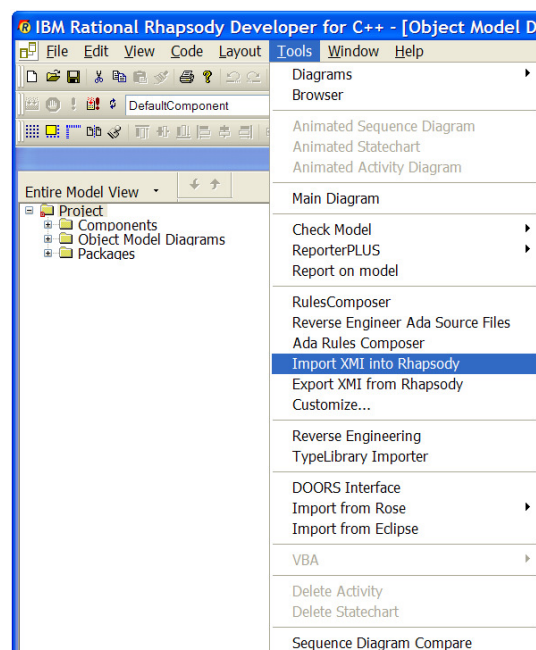 IBM Rational Rhapsody Developer for C++ - [Object Model D
File Edit View Code Layout Tools Window Help
DefaultComponent
Entire Model View
Project
Components
Object Model Diagrams
Packages
Diagrams
Browser
Animated Sequence Diagram
Animated Statechart
Animated Activity Diagram
Main Diagram
Check Model
ReporterPLUS
Report on model
RulesComposer
Reverse Engineer Ada Source Files
Ada Rules Composer
Import XMI into Rhapsody
Export XMI from Rhapsody
Customize...
Reverse Engineering
TypeLibrary Importer
DOORS Interface
Import from Rose
Import from Eclipse
VBA
Delete Activity
Delete Statechart
Sequence Diagram Compare